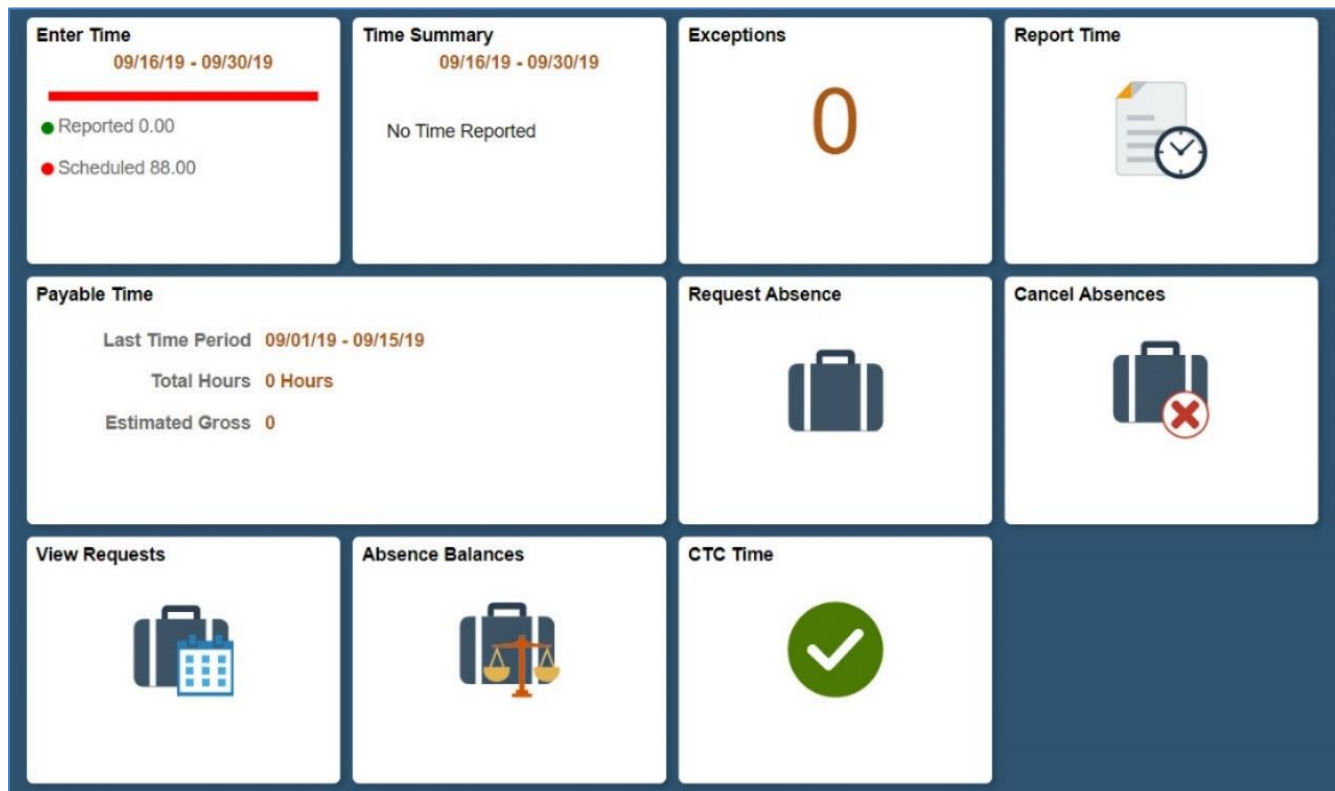 Enter Time
09/16/19 - 09/30/19
Reported 0.00
Scheduled 88.00
Time Summary
09/16/19 - 09/30/19
No Time Reported
Exceptions
0
Report Time
Payable Time
Last Time Period 09/01/19 - 09/15/19
Total Hours 0 Hours
Estimated Gross 0
Request Absence
Cancel Absences
View Requests
Absence Balances
CTC Time